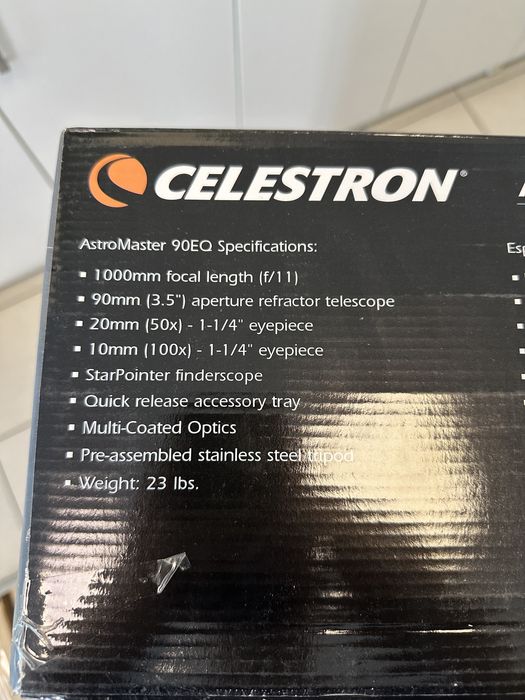 CELESTRON®
AstroMaster 90EQ Specifications:
▪ 1000mm focal length (f/11)
▪ 90mm (3.5") aperture refractor telescope
▪ 20mm (50x) - 1-1/4" eyepiece
▪ 10mm (100x) - 1-1/4" eyepiece
▪ StarPointer finderscope
▪ Quick release accessory tray
▪ Multi-Coated Optics
▪ Pre-assembled stainless steel tripod
▪ Weight: 23 lbs.
Esp